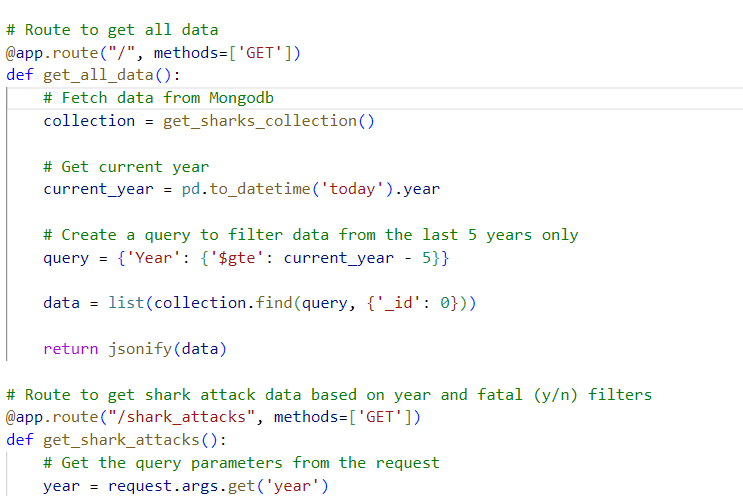 # Route to get all data
@app.route("/", methods=['GET'])
def get_all_data():
    # Fetch data from Mongodb
    collection = get_sharks_collection()
    # Get current year
    current_year = pd.to_datetime('today').year
    # Create a query to filter data from the last 5 years only
    query = {'Year': {'$gte': current_year - 5}}
    data = list(collection.find(query, {'_id': 0}))
    return jsonify(data)
# Route to get shark attack data based on year and fatal (y/n) filters
@app.route("/shark_attacks", methods=['GET'])
def get_shark_attacks():
    # Get the query parameters from the request
    year = request.args.get('year')